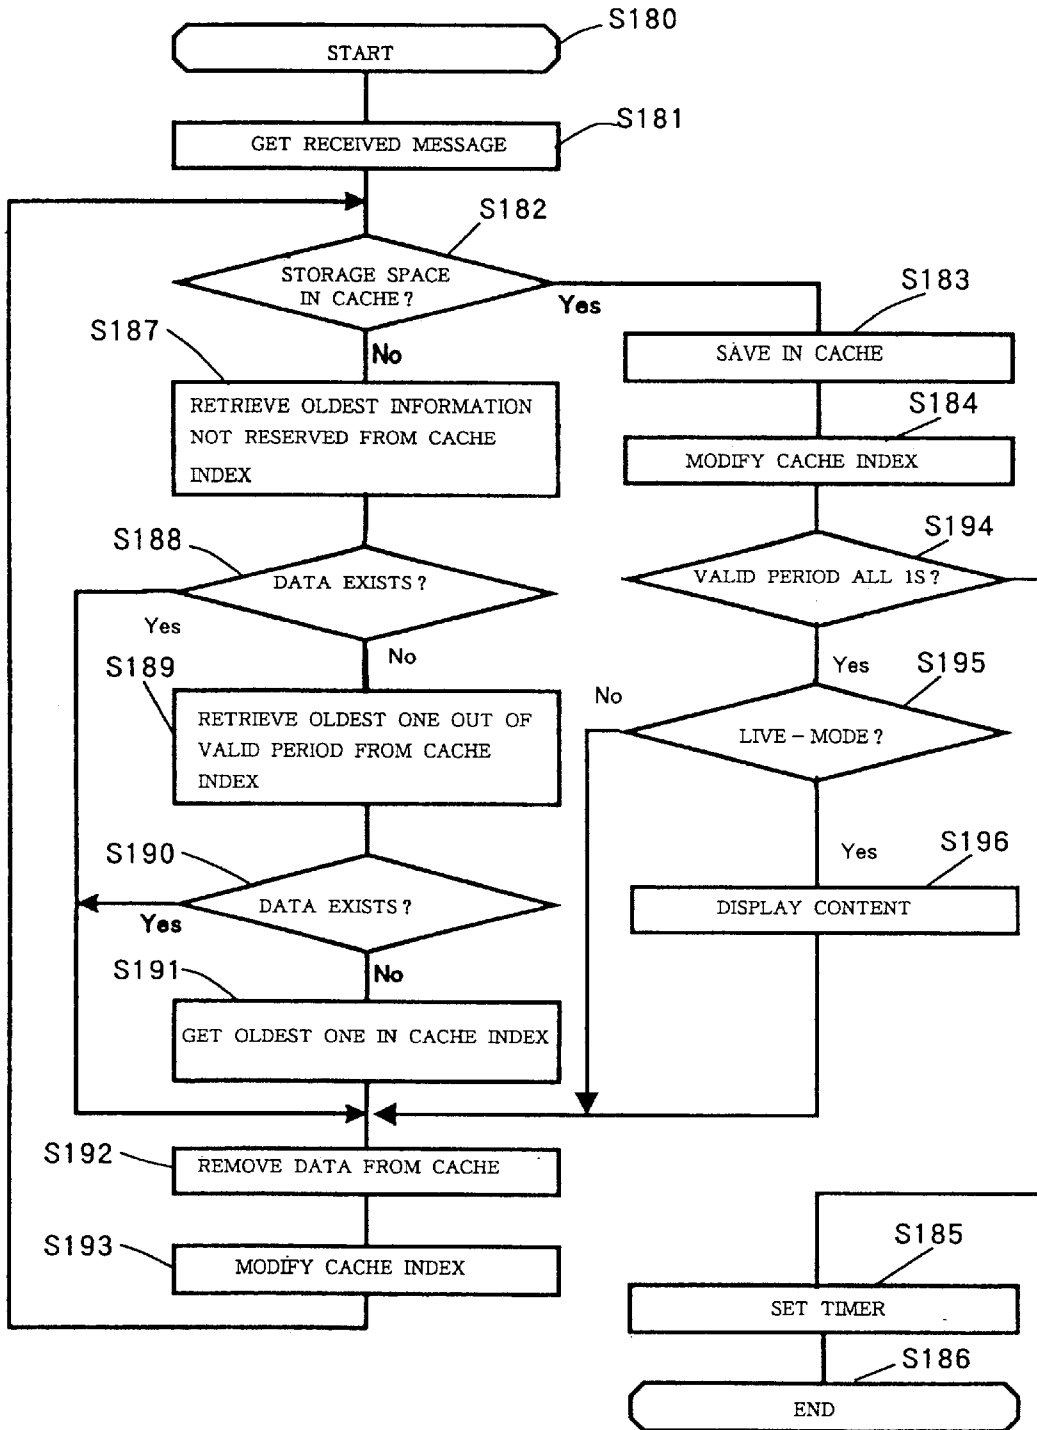 S180
START
S181
GET RECEIVED MESSAGE
S182
STORAGE SPACE
IN CACHE?
Yes
No
S183
SAVE IN CACHE
S187
RETRIEVE OLDEST INFORMATION
NOT RESERVED FROM CACHE
INDEX
S184
MODIFY CACHE INDEX
S188
DATA EXISTS?
Yes
No
S194
VALID PERIOD ALL 1S?
Yes
S189
RETRIEVE OLDEST ONE OUT OF
VALID PERIOD FROM CACHE
INDEX
S195
No
LIVE-MODE?
Yes
S190
DATA EXISTS?
Yes
No
S196
DISPLAY CONTENT
S191
GET OLDEST ONE IN CACHE INDEX
S192
REMOVE DATA FROM CACHE
S193
MODIFY CACHE INDEX
S185
SET TIMER
S186
END